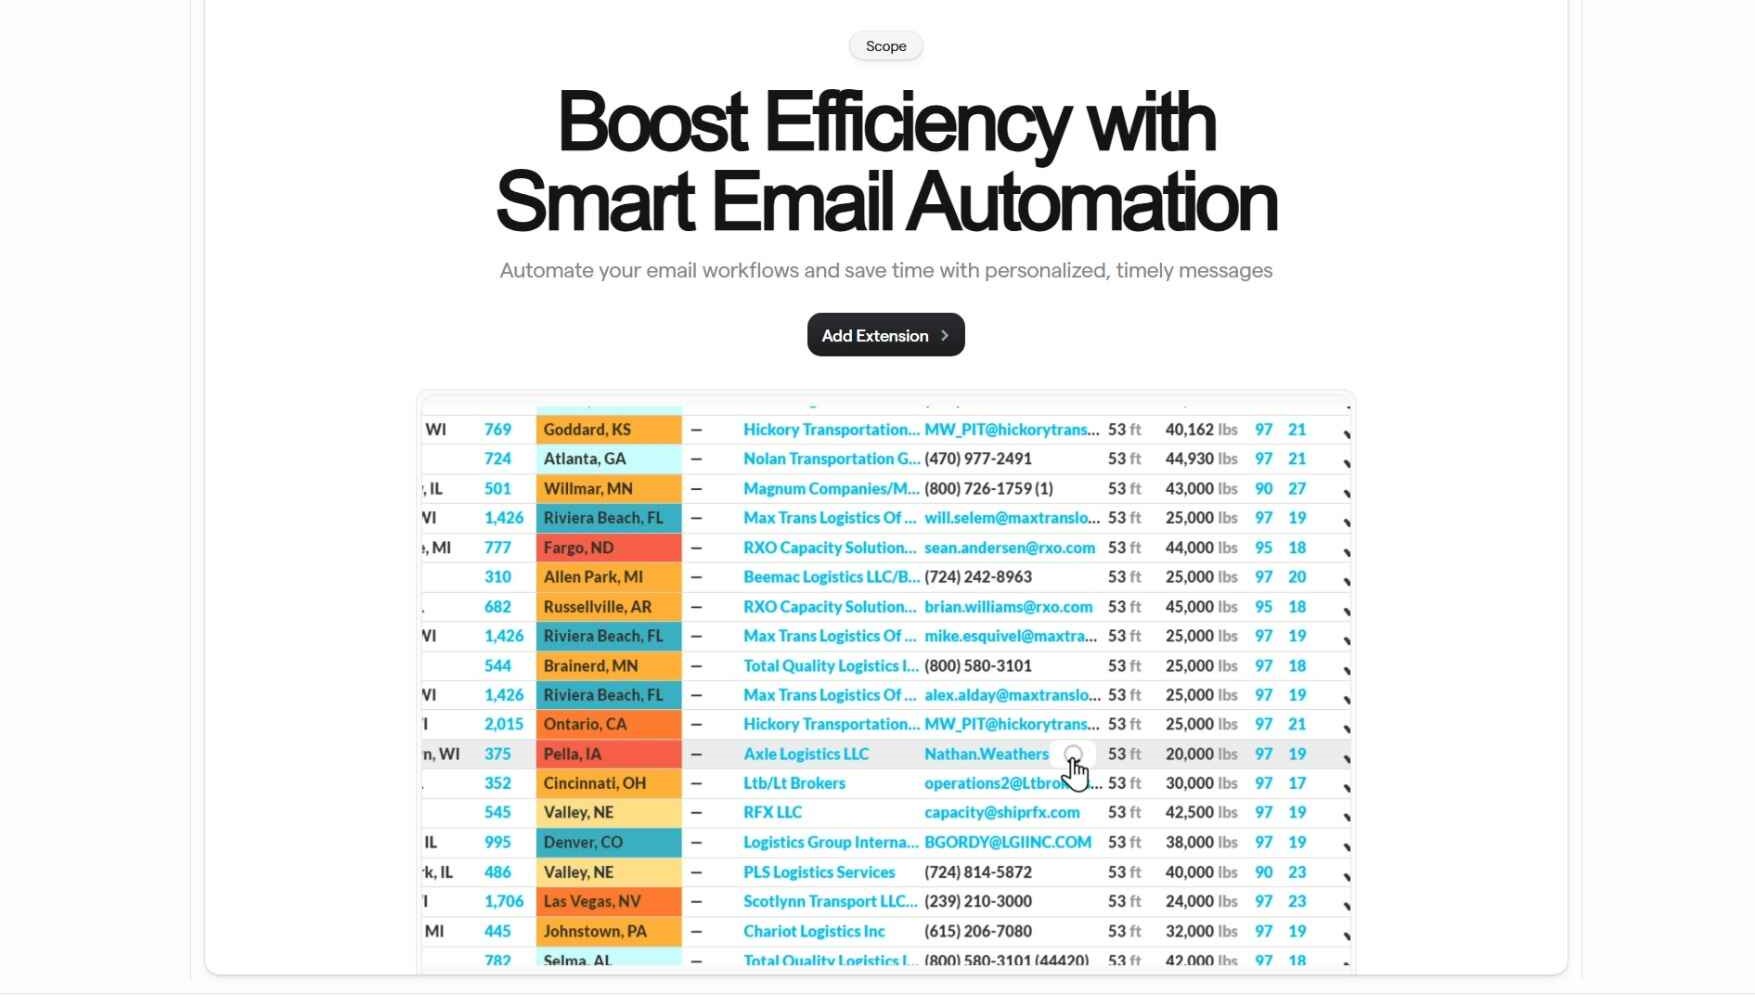 Scope
Boost Efficiency with
Smart Email Automation
Automate your email workflows and save time with personalized, timely messages
Add Extension
WI 769 Goddard, KS – Hickory Transportation... MW_PIT@hickorytrans... 53 ft 40,162 lbs 97 21
724 Atlanta, GA – Nolan Transportation G... (470) 977-2491 53 ft 44,930 lbs 97 21
, IL 501 Willmar, MN – Magnum Companies/M... (800) 726-1759 (1) 53 ft 43,000 lbs 90 27
WI 1,426 Riviera Beach, FL – Max Trans Logistics Of ... will.selem@maxtranslo... 53 ft 25,000 lbs 97 19
, MI 777 Fargo, ND – RXO Capacity Solution... sean.andersen@rxo.com 53 ft 44,000 lbs 95 18
310 Allen Park, MI – Beemac Logistics LLC/B... (724) 242-8963 53 ft 25,000 lbs 97 20
682 Russellville, AR – RXO Capacity Solution... brian.williams@rxo.com 53 ft 45,000 lbs 95 18
WI 1,426 Riviera Beach, FL – Max Trans Logistics Of ... mike.esquivel@maxtra... 53 ft 25,000 lbs 97 19
544 Brainerd, MN – Total Quality Logistics I... (800) 580-3101 53 ft 25,000 lbs 97 18
WI 1,426 Riviera Beach, FL – Max Trans Logistics Of ... alex.alday@maxtranslo... 53 ft 25,000 lbs 97 19
2,015 Ontario, CA – Hickory Transportation... MW_PIT@hickorytrans... 53 ft 25,000 lbs 97 21
n, WI 375 Pella, IA – Axle Logistics LLC Nathan.Weathers 53 ft 20,000 lbs 97 19
352 Cincinnati, OH – Ltb/Lt Brokers operations2@Ltbro... 53 ft 30,000 lbs 97 17
545 Valley, NE – RFX LLC capacity@shiprfx.com 53 ft 42,500 lbs 97 19
IL 995 Denver, CO – Logistics Group Interna... BGORDY@LGIINC.COM 53 ft 38,000 lbs 97 19
rk, IL 486 Valley, NE – PLS Logistics Services (724) 814-5872 53 ft 40,000 lbs 90 23
1,706 Las Vegas, NV – Scotlynn Transport LLC... (239) 210-3000 53 ft 24,000 lbs 97 23
MI 445 Johnstown, PA – Chariot Logistics Inc (615) 206-7080 53 ft 32,000 lbs 97 19
782 Selma, AL – Total Quality Logistics I... (800) 580-3101 (44420) 53 ft 42,000 lbs 97 18